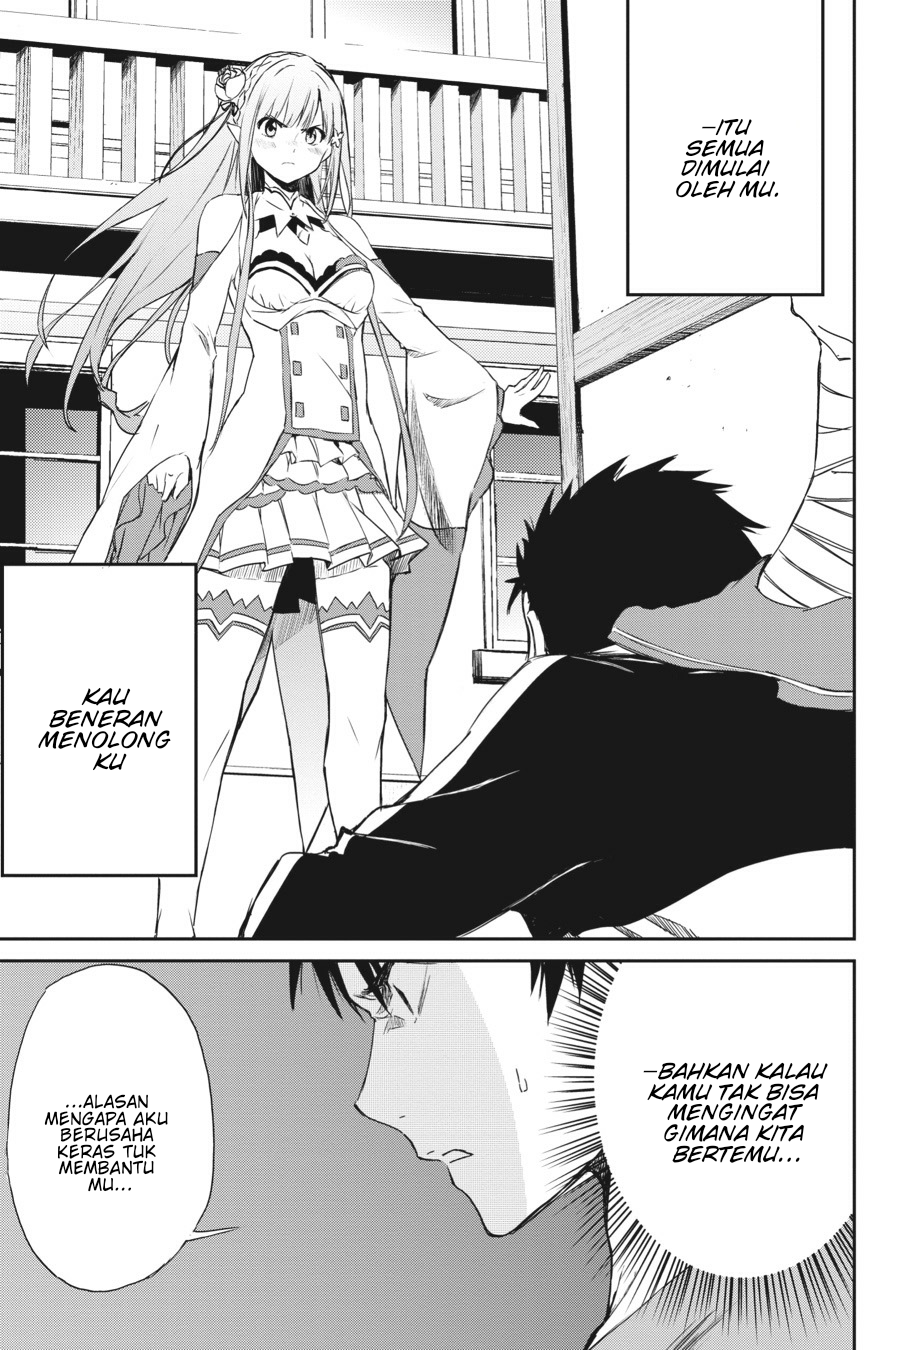 –ITU
SEMUA
DIMULAI
OLEH MU.
KAU
BENERAN
MENOLONG
KU
–BAHKAN KALAU
KAMU TAK BISA
MENGINGAT
GIMANA KITA
BERTEMU...
...ALASAN
MENGAPA AKU
BERUSAHA
KERAS TUK
MEMBANTU
MU...